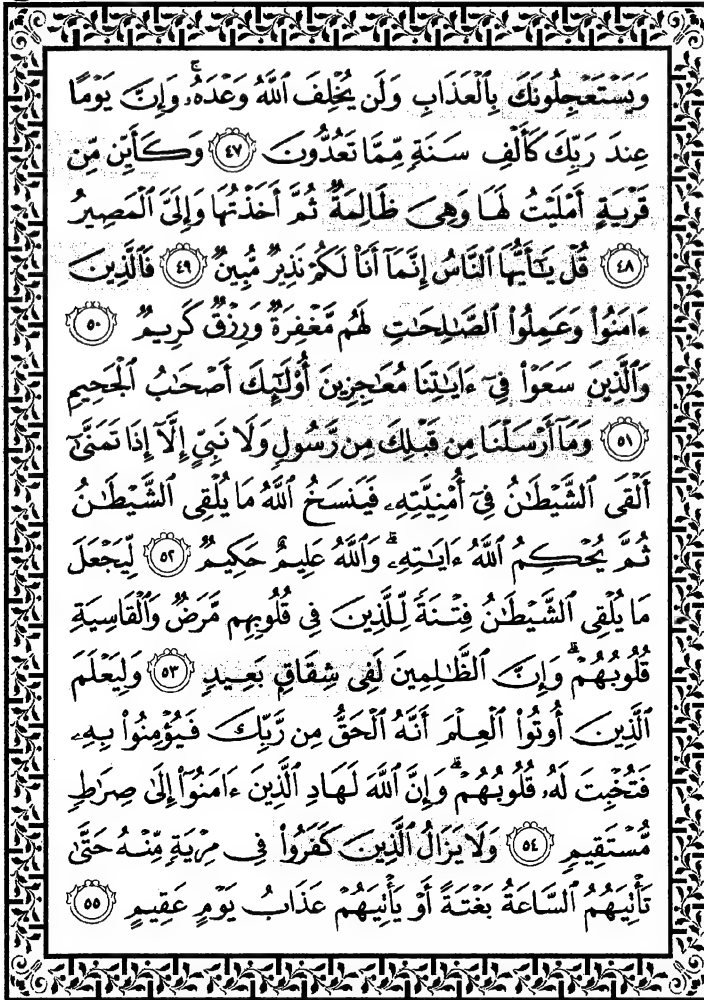 وَيَسْتَعْجِلُونَكَ بِٱلْعَذَابِ وَلَن يُخْلِفَ ٱللَّهُ وَعْدَهُۥۚ وَإِنَّ يَوْمًا
عِندَ رَبِّكَ كَأَلْفِ سَنَةٍ مِّمَّا تَعُدُّونَ ٤٧ وَكَأَيِّن مِّن
قَرْيَةٍ أَمْلَيْتُ لَهَا وَهِىَ ظَالِمَةٌ ثُمَّ أَخَذْتُهَا وَإِلَىَّ ٱلْمَصِيرُ
٤٨ قُلْ يَٰٓأَيُّهَا ٱلنَّاسُ إِنَّمَآ أَنَا۠ لَكُمْ نَذِيرٌ مُّبِينٌ ٤٩ فَٱلَّذِينَ
ءَامَنُوا۟ وَعَمِلُوا۟ ٱلصَّٰلِحَٰتِ لَهُم مَّغْفِرَةٌ وَرِزْقٌ كَرِيمٌ ٥٠
وَٱلَّذِينَ سَعَوْا۟ فِىٓ ءَايَٰتِنَا مُعَٰجِزِينَ أُو۟لَٰٓئِكَ أَصْحَٰبُ ٱلْجَحِيمِ
٥١ وَمَآ أَرْسَلْنَا مِن قَبْلِكَ مِن رَّسُولٍ وَلَا نَبِىٍّ إِلَّآ إِذَا تَمَنَّىٰٓ
أَلْقَى ٱلشَّيْطَٰنُ فِىٓ أُمْنِيَّتِهِۦ فَيَنسَخُ ٱللَّهُ مَا يُلْقِى ٱلشَّيْطَٰنُ
ثُمَّ يُحْكِمُ ٱللَّهُ ءَايَٰتِهِۦۗ وَٱللَّهُ عَلِيمٌ حَكِيمٌ ٥٢ لِّيَجْعَلَ
مَا يُلْقِى ٱلشَّيْطَٰنُ فِتْنَةً لِّلَّذِينَ فِى قُلُوبِهِم مَّرَضٌ وَٱلْقَاسِيَةِ
قُلُوبُهُمْۗ وَإِنَّ ٱلظَّٰلِمِينَ لَفِى شِقَاقٍۭ بَعِيدٍ ٥٣ وَلِيَعْلَمَ
ٱلَّذِينَ أُوتُوا۟ ٱلْعِلْمَ أَنَّهُ ٱلْحَقُّ مِن رَّبِّكَ فَيُؤْمِنُوا۟ بِهِۦ
فَتُخْبِتَ لَهُۥ قُلُوبُهُمْۗ وَإِنَّ ٱللَّهَ لَهَادِ ٱلَّذِينَ ءَامَنُوٓا۟ إِلَىٰ صِرَٰطٍ
مُّسْتَقِيمٍ ٥٤ وَلَا يَزَالُ ٱلَّذِينَ كَفَرُوا۟ فِى مِرْيَةٍ مِّنْهُ حَتَّىٰ
تَأْتِيَهُمُ ٱلسَّاعَةُ بَغْتَةً أَوْ يَأْتِيَهُمْ عَذَابُ يَوْمٍ عَقِيمٍ ٥٥